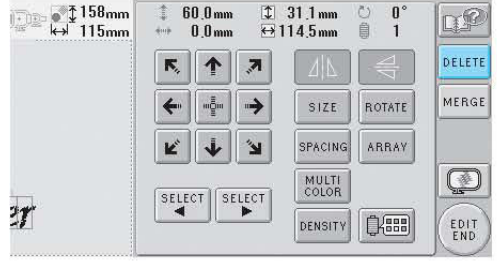 158mm 60.0mm 31.1mm 0°
115mm 0.0mm 114.5mm 1
DELETE
SIZE ROTATE MERGE
SPACING ARRAY
MULTI
COLOR
SELECT SELECT
DENSITY
EDIT
END
er